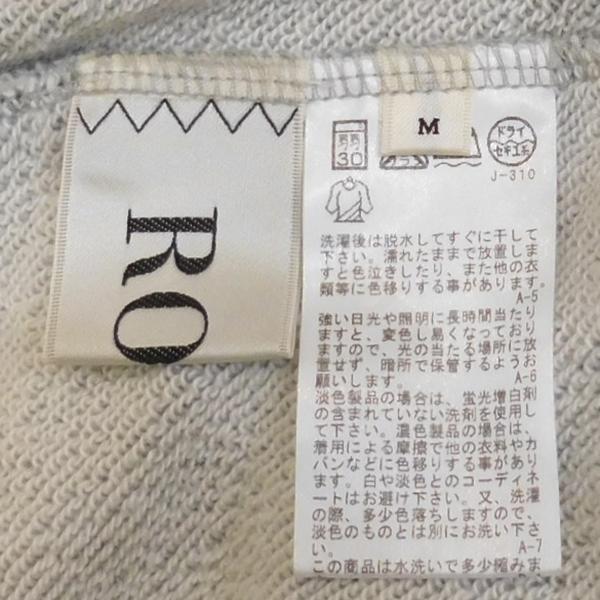 RO
M
弱
30
ドライ
セキユ系
J-310
洗濯後は脱水してすぐに干して
下さい。濡れたままで放置しま
すと色泣きしたり、また他の衣
類等に色移りする事があります。
A-5
強い日光や照明に長時間当たり
ますと、変色し易くなっており
ますので、光の当たる場所に放
置せず、暗所で保管するようお
願いします。
A-6
淡色製品の場合は、蛍光増白剤
の含まれていない洗剤を使用し
て下さい。濃色製品の場合は、
着用による摩擦で他の衣料やカ
バンなどに色移りする事があり
ます。白や淡色とのコーディネ
ートはお避け下さい。又、洗濯
の際、多少色落ちしますので、
淡色のものとは別にお洗い下さ
い。
A-7
この商品は水洗いで多少縮みま